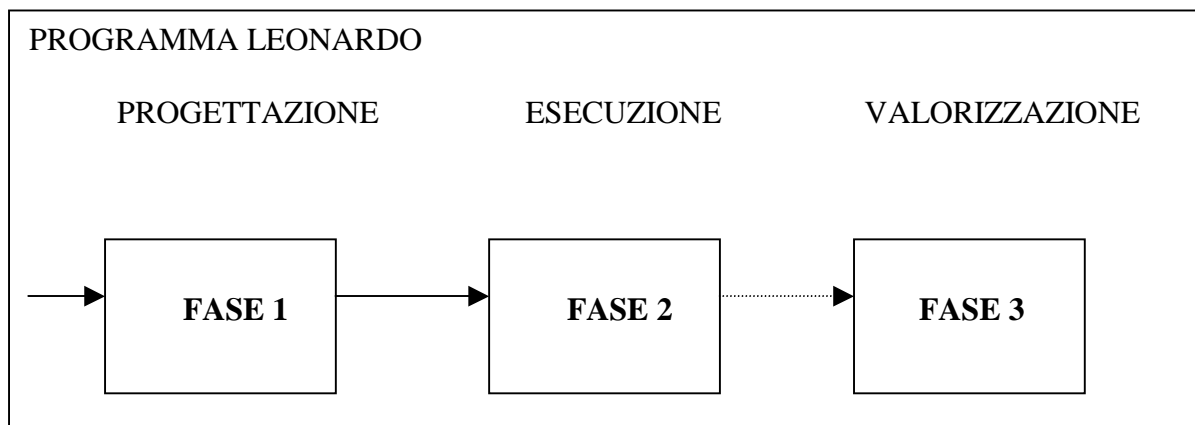 PROGRAMMA LEONARDO
PROGETTAZIONE ESECUZIONE VALORIZZAZIONE
FASE 1 FASE 2 FASE 3